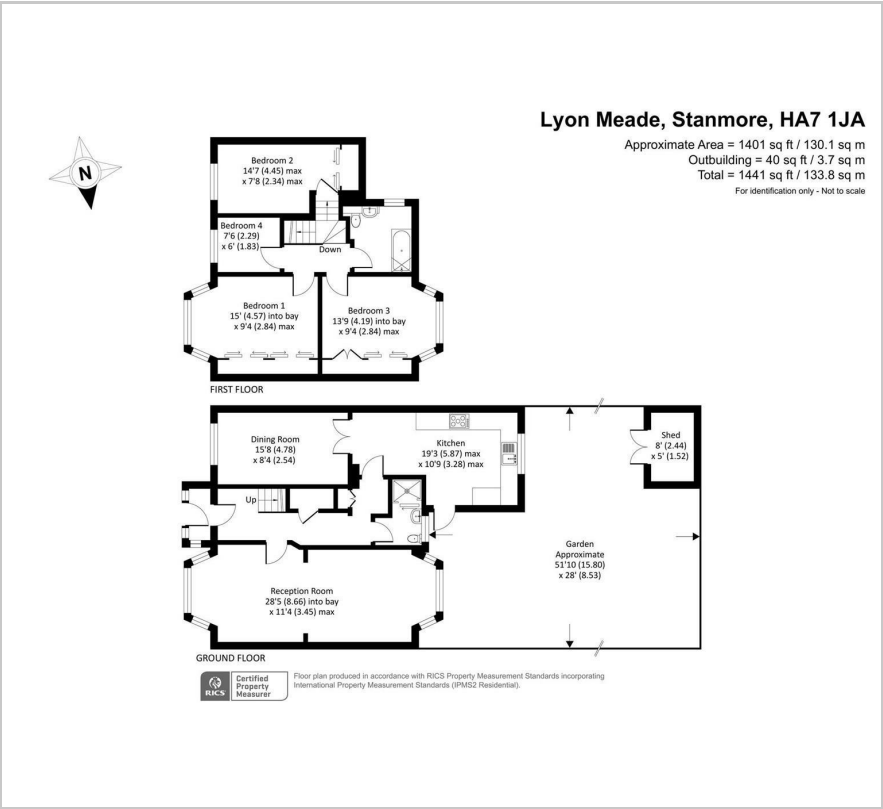 Lyon Meade, Stanmore, HA7 1JA
Approximate Area = 1401 sq ft / 130.1 sq m
Outbuilding = 40 sq ft / 3.7 sq m
Total = 1441 sq ft / 133.8 sq m
For identification only - Not to scale
N
Bedroom 2
14'7 (4.45) max
x 7'8 (2.34) max
Bedroom 4
7'6 (2.29)
x 6' (1.83)
Down
Bedroom 1
15' (4.57) into bay
x 9'4 (2.84) max
Bedroom 3
13'9 (4.19) into bay
x 9'4 (2.84) max
FIRST FLOOR
Dining Room
15'8 (4.78)
x 8'4 (2.54)
Kitchen
19'3 (5.87) max
x 10'9 (3.28) max
Shed
8' (2.44)
x 5' (1.52)
Up
Garden
Approximate
51'10 (15.80)
x 28' (8.53)
Reception Room
28'5 (8.66) into bay
x 11'4 (3.45) max
GROUND FLOOR
RICS
Certified
Property
Measurer
Floor plan produced in accordance with RICS Property Measurement Standards incorporating
International Property Measurement Standards (IPMS2 Residential).